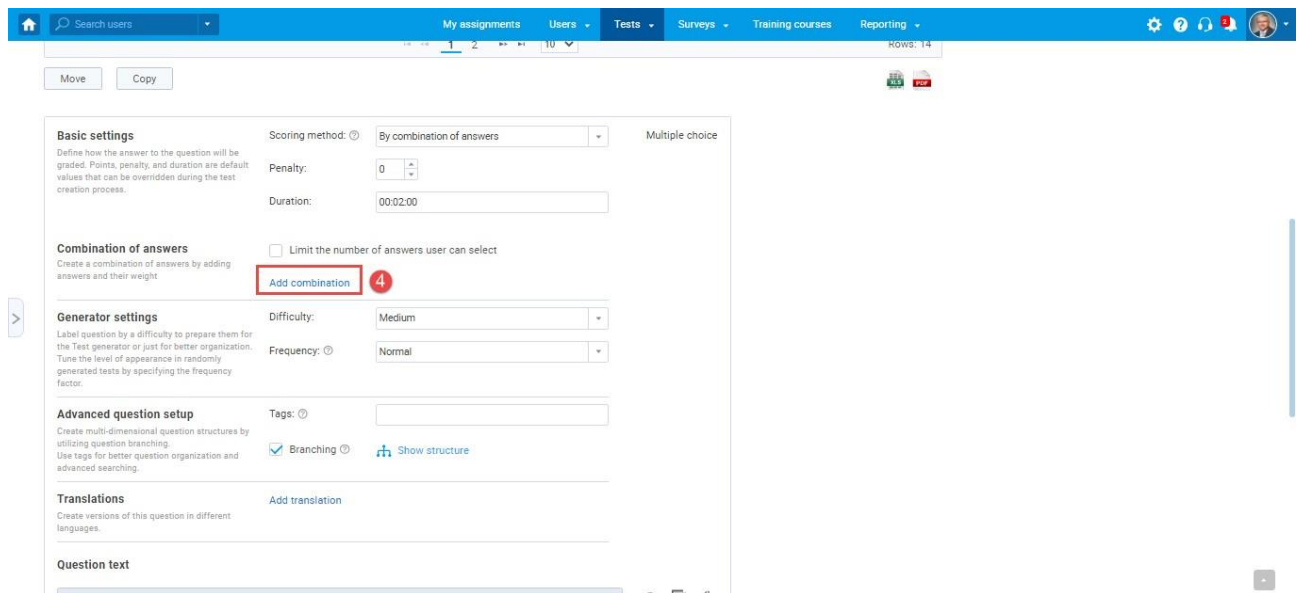 Search users
My assignments Users Tests Surveys Training courses Reporting
2
1 2 10 Rows: 14
Move Copy XLS PDF
Basic settings Scoring method: By combination of answers Multiple choice
Define how the answer to the question will be
graded. Points, penalty, and duration are default
values that can be overridden during the test
creation process.
Penalty: 0
Duration: 00:02:00
Combination of answers Limit the number of answers user can select
Create a combination of answers by adding
answers and their weight
Add combination 4
Generator settings Difficulty: Medium
Label question by a difficulty to prepare them for
the Test generator or just for better organization.
Tune the level of appearance in randomly
generated tests by specifying the frequency
factor.
Frequency: Normal
Advanced question setup Tags:
Create multi-dimensional question structures by
utilizing question branching.
Use tags for better question organization and
advanced searching.
Branching Show structure
Translations Add translation
Create versions of this question in different
languages.
Question text